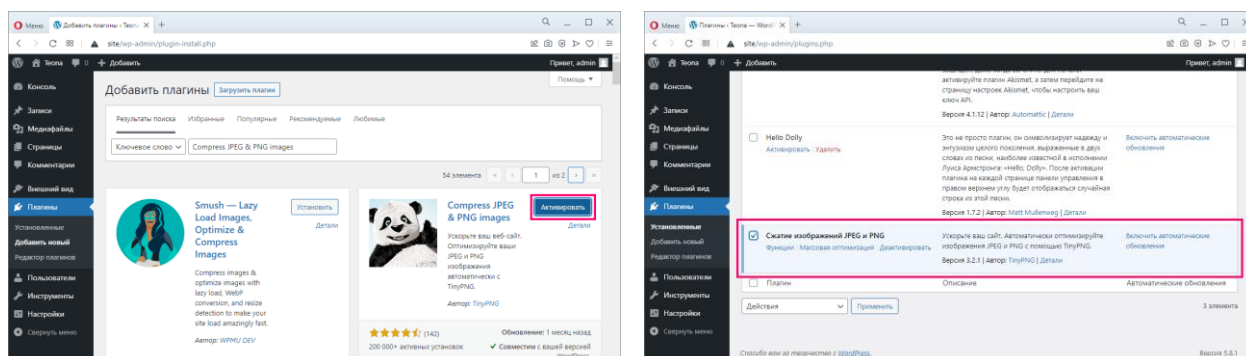 Меню Добавить плагины ‹ Teona × +
site/wp-admin/plugin-install.php
Teona 0 + Добавить Привет, admin
Помощь ▼
Консоль
Записи
Медиафайлы
Страницы
Комментарии
Внешний вид
Плагины
Установленные
Добавить новый
Редактор плагинов
Пользователи
Инструменты
Настройки
Свернуть меню
Добавить плагины Загрузить плагин
Результаты поиска Избранные Популярные Рекомендуемые Любимые
Ключевое слово Compress JPEG & PNG images
54 элемента « ‹ 1 из 2 › »
Smush — Lazy
Load Images,
Optimize &
Compress
Images
Установить
Детали
Compress images &
optimize images with
lazy load, WebP
conversion, and resize
detection to make your
site load amazingly fast.
Автор: WPMU DEV
Compress JPEG
& PNG images
Активировать
Детали
Ускорьте ваш веб-сайт.
Оптимизируйте ваши
JPEG и PNG
изображения
автоматически с
TinyPNG.
Автор: TinyPNG
(142)
200 000+ активных установок
Обновление: 1 месяц назад
✓ Совместим с вашей версией
WordPress
Меню Плагины ‹ Teona — WordP × +
site/wp-admin/plugins.php
Teona 0 + Добавить Привет, admin
Консоль
Записи
Медиафайлы
Страницы
Комментарии
Внешний вид
Плагины
Установленные
Добавить новый
Редактор плагинов
Пользователи
Инструменты
Настройки
Свернуть меню
активируйте плагин Akismet, а затем перейдите на
страницу настроек Akismet, чтобы настроить ваш
ключ API.
Версия 4.1.12 | Автор: Automattic | Детали
Hello Dolly
Активировать | Удалить
Это не просто плагин, он символизирует надежду и
энтузиазм целого поколения, выраженные в двух
словах из песни, наиболее известной в исполнении
Луиса Армстронга: «Hello, Dolly». После активации
плагина на каждой странице панели управления в
правом верхнем углу будет отображаться случайная
строка из этой песни.
Версия 1.7.2 | Автор: Matt Mullenweg | Детали
Включить автоматические
обновления
Сжатие изображений JPEG и PNG
Функции | Массовая оптимизация | Деактивировать
Ускорьте ваш сайт. Автоматически оптимизируйте
изображения JPEG и PNG с помощью TinyPNG.
Версия 3.2.1 | Автор: TinyPNG | Детали
Включить автоматические
обновления
Плагин Описание Автоматические обновления
Действия Применить 3 элемента
Спасибо вам за творчество с WordPress. Версия 5.8.1